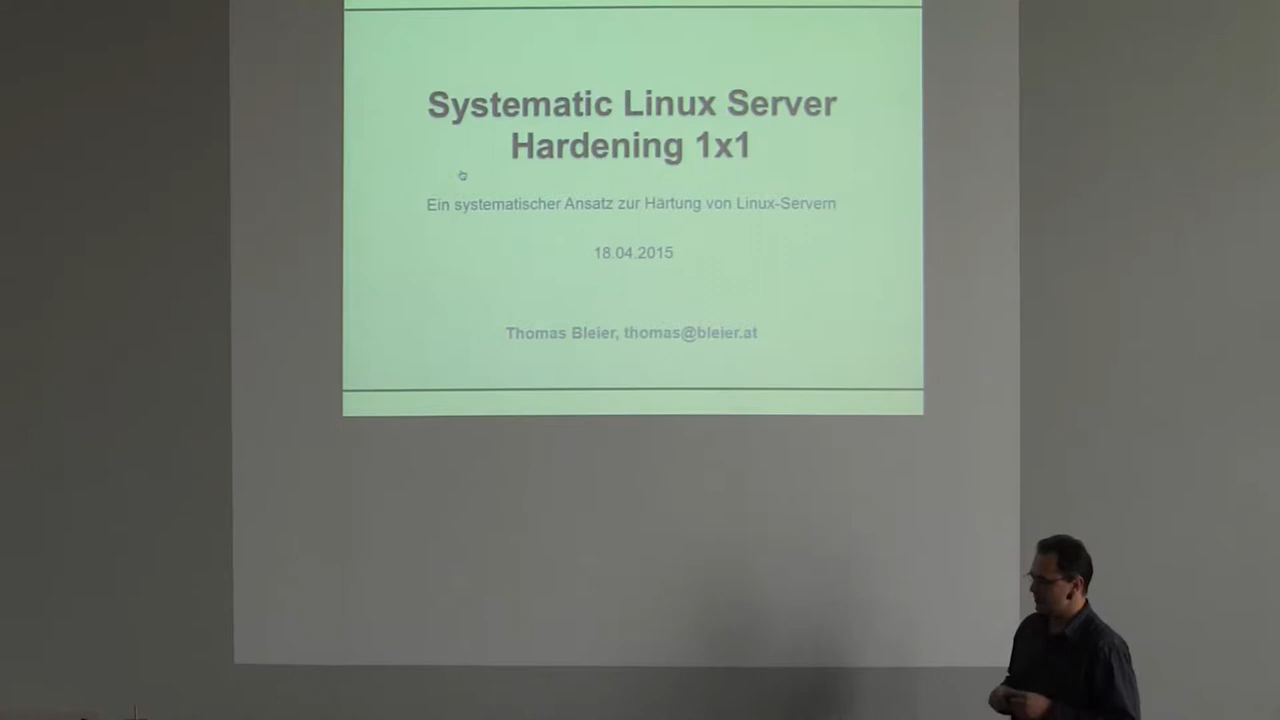 Systematic Linux Server
Hardening 1x1
Ein systematischer Ansatz zur Härtung von Linux-Servern
18.04.2015
Thomas Bleier, thomas@bleier.at